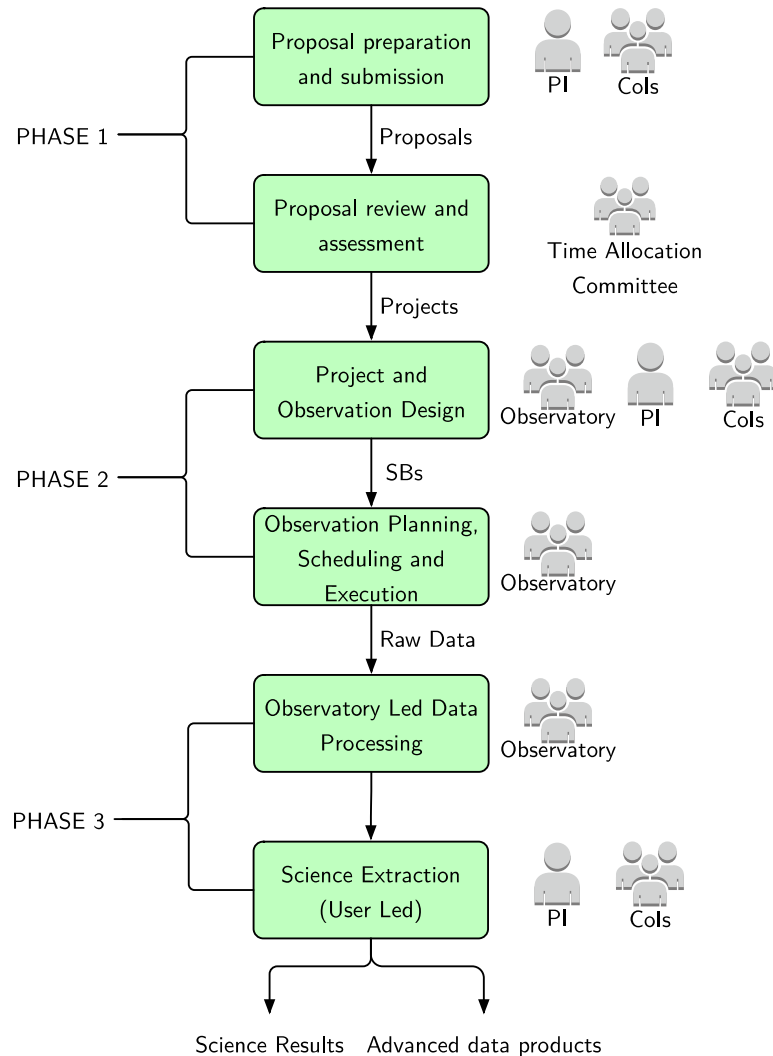 Proposal preparation
and submission
PI
CoIs
PHASE 1
Proposals
Proposal review and
assessment
Time Allocation
Committee
Projects
Project and
Observation Design
Observatory
PI
CoIs
PHASE 2
SBs
Observation Planning,
Scheduling and
Execution
Observatory
Raw Data
Observatory Led Data
Processing
Observatory
PHASE 3
Science Extraction
(User Led)
PI
CoIs
Science Results
Advanced data products